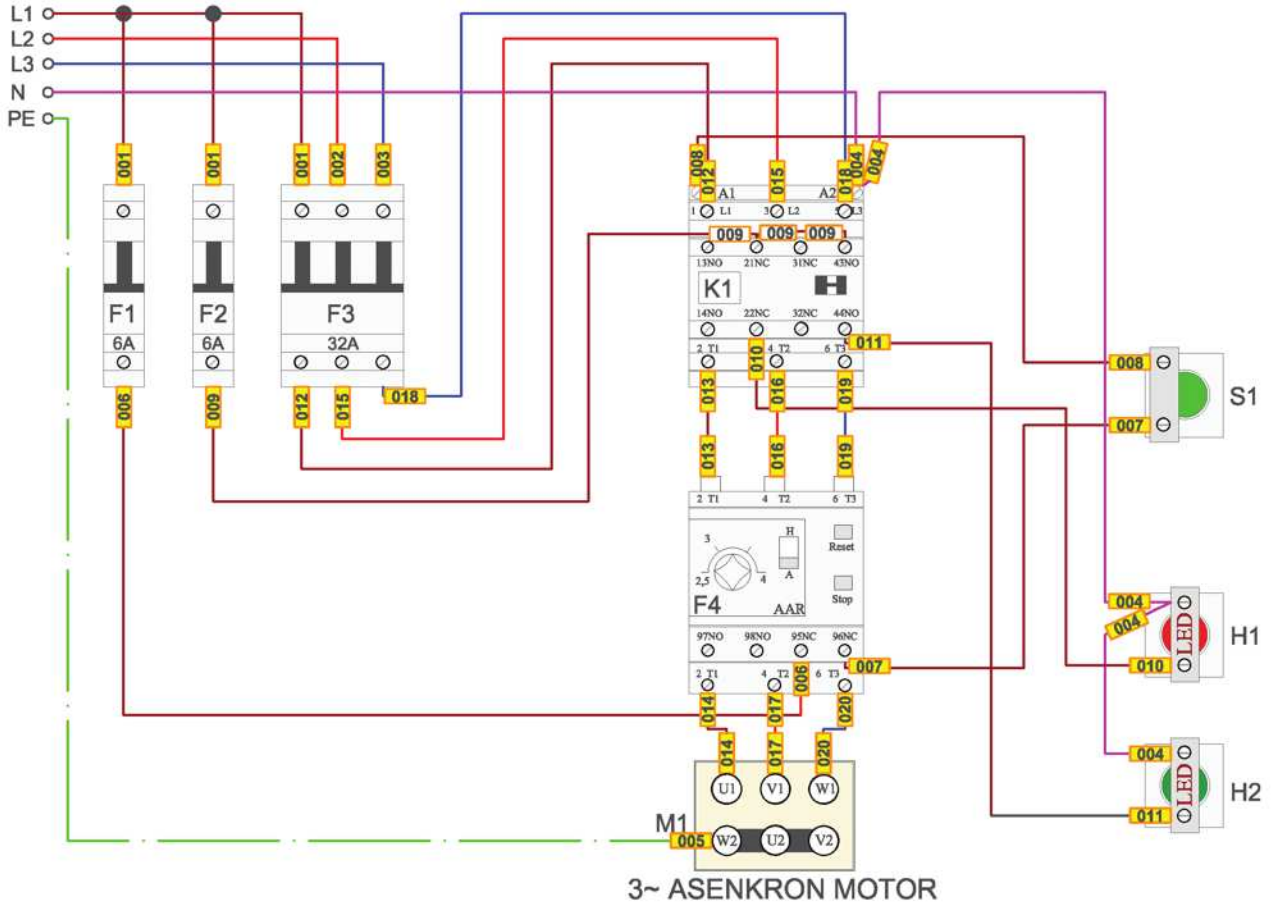 L1
L2
L3
N
PE
001 001 001 002 003
008 012 015 018 004 004
A1 A2
1 L1 3 L2 5 L3
009 009 009
13NO 21NC 31NC 43NO
K1
14NO 22NC 32NC 44NO
F1 F2 F3
6A 6A 32A
2 T1 4 T2 6 T3
010 011
006 009 012 015 018
013 016 019
008
S1
007
013 016 019
2 T1 4 T2 6 T3
H
3
2,5 4
A
Reset
Stop
F4 AAR
97NO 98NO 95NC 96NC
2 T1 4 T2 6 T3
006 007
014 017 020
004
004
LED
H1
010
014 017 020
U1 V1 W1
004
LED
H2
011
M1
005
W2 U2 V2
3~ ASENKRON MOTOR